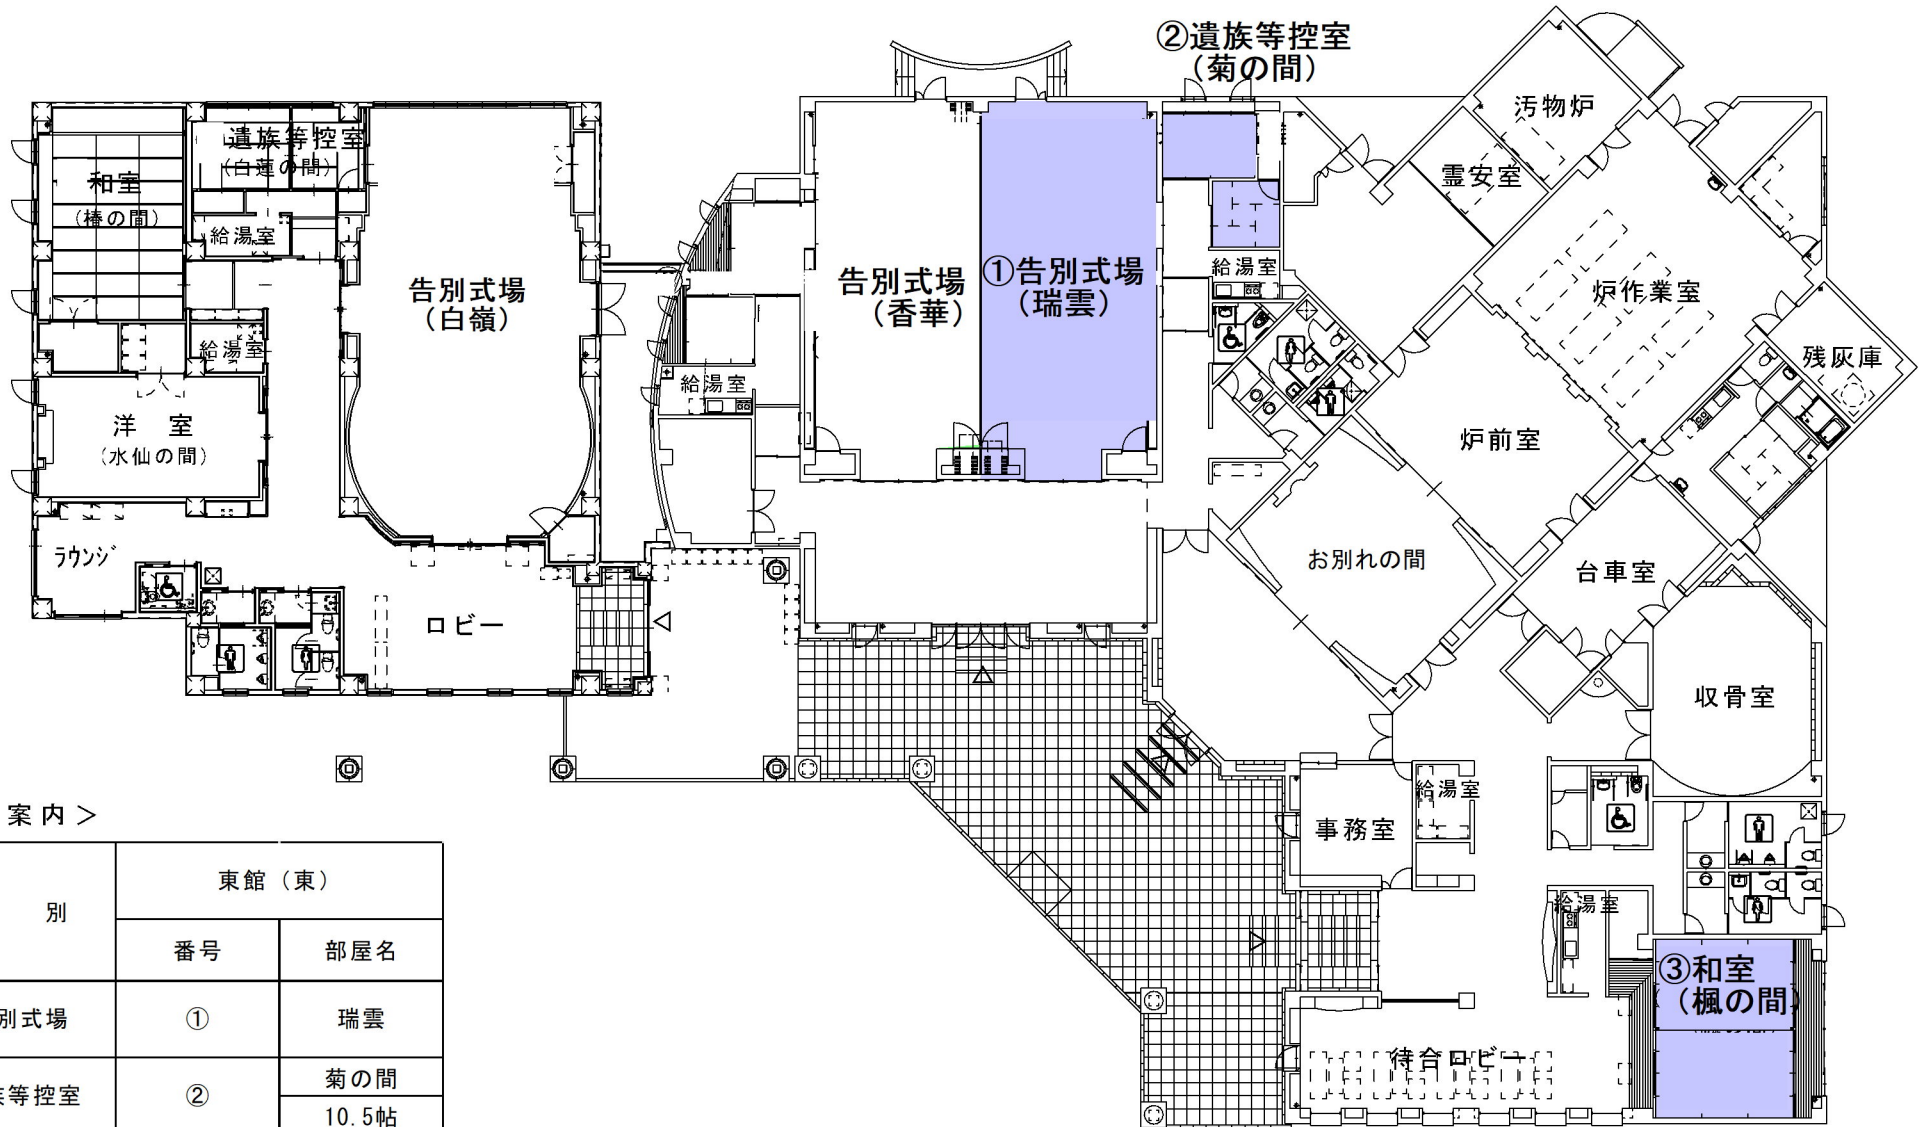 ②遺族等控室
(菊の間)
遺族等控室
(白蓮の間)
和室
(椿の間)
給湯室
告別式場
(白嶺)
給湯室
洋 室
(水仙の間)
ラウンジ
ロビー
給湯室
告別式場
(香華)
①告別式場
(瑞雲)
給湯室
汚物炉
霊安室
炉作業室
残灰庫
炉前室
お別れの間
台車室
収骨室
事務室
給湯室
給湯室
③和室
(楓の間)
待合ロビー
案内>
別
東館(東)
番号
部屋名
別式場
①
瑞雲
等控室
②
菊の間
10.5帖